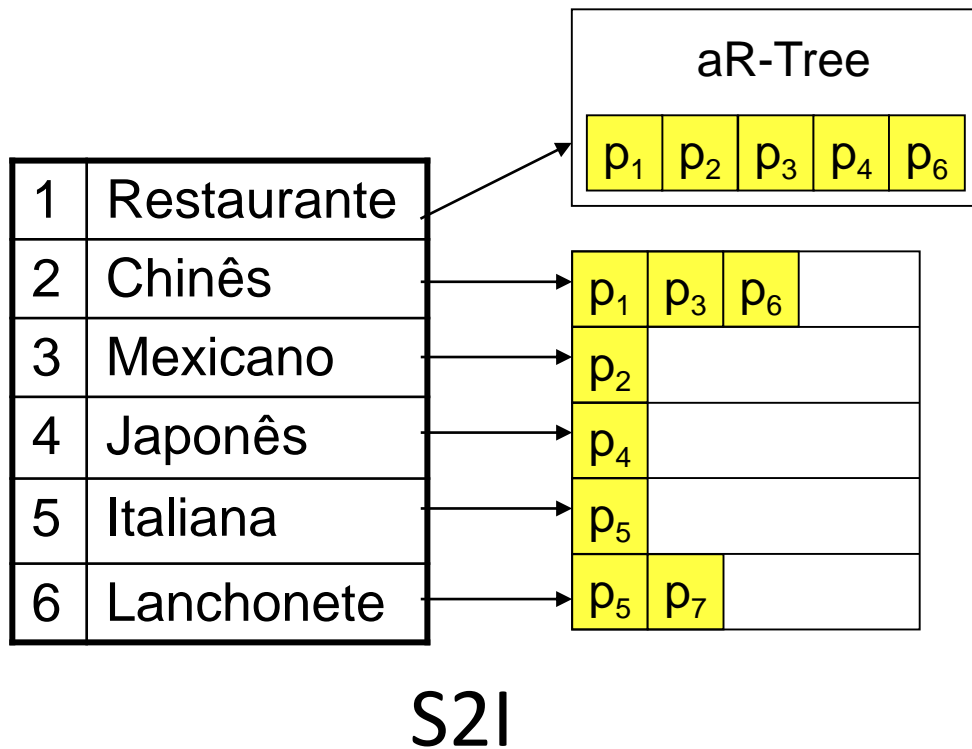 aR-Tree
p₁ p₂ p₃ p₄ p₆
1 Restaurante
2 Chinês p₁ p₃ p₆
3 Mexicano p₂
4 Japonês p₄
5 Italiana p₅
6 Lanchonete p₅ p₇
S2I